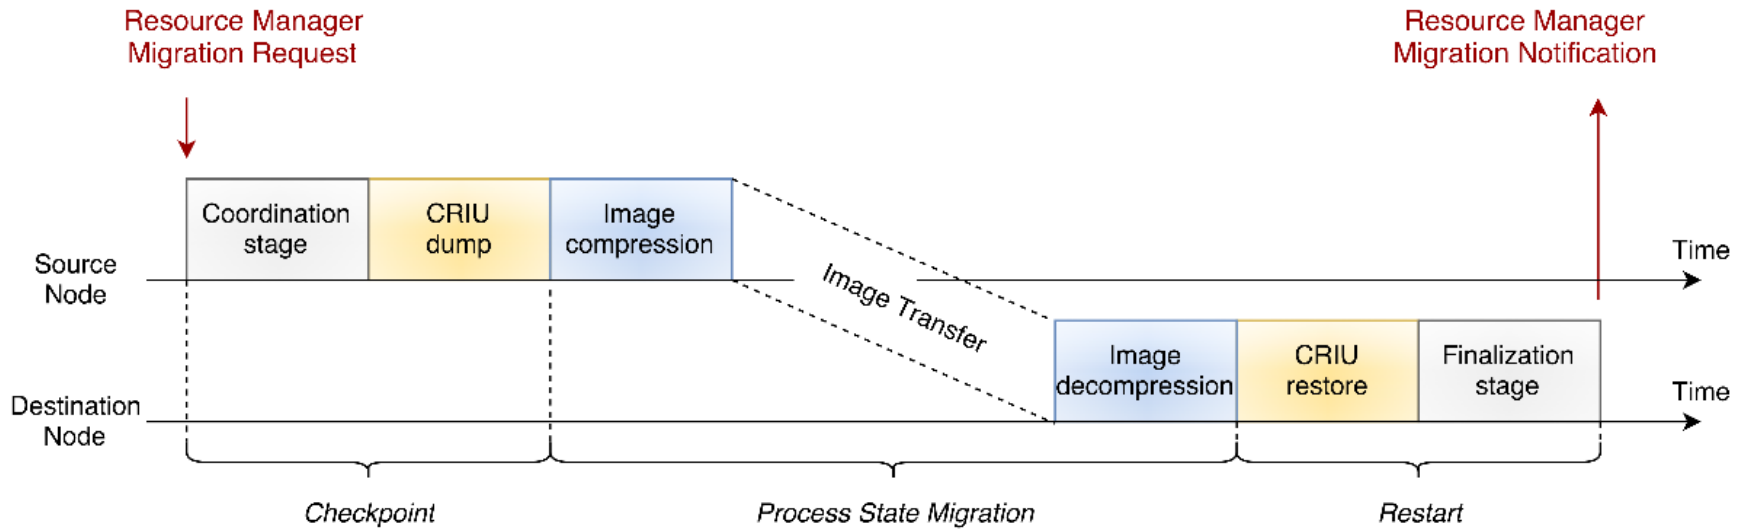 Resource Manager
Migration Request
Resource Manager
Migration Notification
Coordination
stage
CRIU
dump
Image
compression
Source
Node
Time
Image Transfer
Image
decompression
CRIU
restore
Finalization
stage
Destination
Node
Time
Checkpoint
Process State Migration
Restart